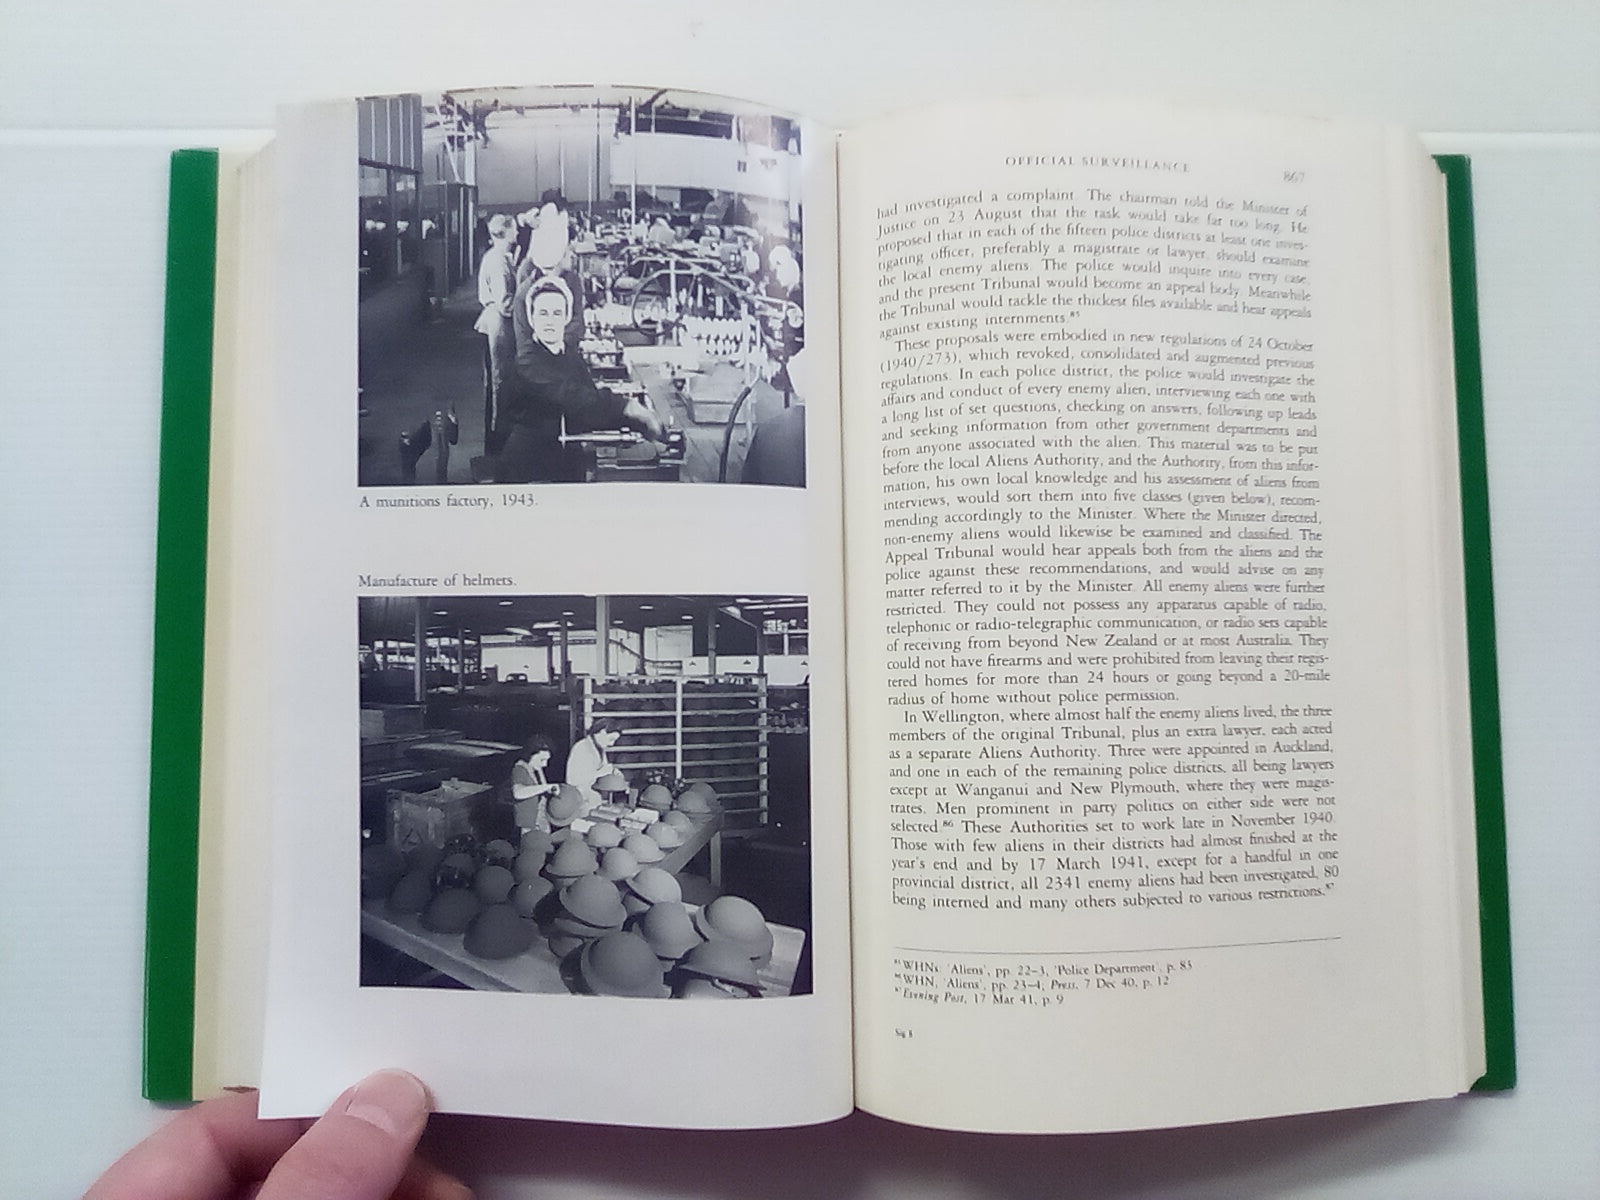 A munitions factory, 1943.
Manufacture of helmets.
OFFICIAL SURVEILLANCE 867
had investigated a complaint. The chairman told the Minister of
Justice on 23 August that the task would take far too long. He
proposed that in each of the fifteen police districts at least one inves-
tigating officer, preferably a magistrate or lawyer, should examine
the local enemy aliens. The police would inquire into every case,
and the present Tribunal would become an appeal body. Meanwhile
the Tribunal would tackle the thickest files available and hear appeals
against existing internments.⁸⁵
These proposals were embodied in new regulations of 24 October
(1940/273), which revoked, consolidated and augmented previous
regulations. In each police district, the police would investigate the
affairs and conduct of every enemy alien, interviewing each one with
a long list of set questions, checking on answers, following up leads
and seeking information from other government departments and
from anyone associated with the alien. This material was to be put
before the local Aliens Authority, and the Authority, from this infor-
mation, his own local knowledge and his assessment of aliens from
interviews, would sort them into five classes (given below), recom-
mending accordingly to the Minister. Where the Minister directed,
non-enemy aliens would likewise be examined and classified. The
Appeal Tribunal would hear appeals both from the aliens and the
police against these recommendations, and would advise on any
matter referred to it by the Minister. All enemy aliens were further
restricted. They could not possess any apparatus capable of radio,
telephonic or radio-telegraphic communication, or radio sets capable
of receiving from beyond New Zealand or at most Australia. They
could not have firearms and were prohibited from leaving their regis-
tered homes for more than 24 hours or going beyond a 20-mile
radius of home without police permission.
In Wellington, where almost half the enemy aliens lived, the three
members of the original Tribunal, plus an extra lawyer, each acted
as a separate Aliens Authority. Three were appointed in Auckland,
and one in each of the remaining police districts, all being lawyers
except at Wanganui and New Plymouth, where they were magis-
trates. Men prominent in party politics on either side were not
selected.⁸⁶ These Authorities set to work late in November 1940.
Those with few aliens in their districts had almost finished at the
year's end and by 17 March 1941, except for a handful in one
provincial district, all 2341 enemy aliens had been investigated, 80
being interned and many others subjected to various restrictions.⁸⁷
⁸⁵ WHNs 'Aliens', pp. 22–3, 'Police Department', p. 83
⁸⁶ WHN, 'Aliens', pp. 23–4; Press, 7 Dec 40, p. 12
⁸⁷ Evening Post, 17 Mar 41, p. 9